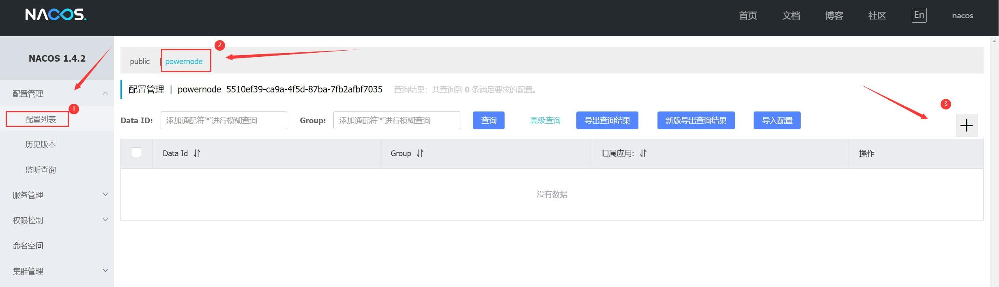 NACOS.
首页 文档 博客 社区 En nacos
NACOS 1.4.2
配置管理
配置列表
历史版本
监听查询
服务管理
权限控制
命名空间
集群管理
1
public powernode
2
配置管理 | powernode 5510ef39-ca9a-4f5d-87ba-7fb2afbf7035 查询结果：共查询到 0 条满足要求的配置。
3
Data ID: 添加通配符'*'进行模糊查询 Group: 添加通配符'*'进行模糊查询 查询 高级查询 导出查询结果 新版导出查询结果 导入配置
Data Id Group 归属应用: 操作
没有数据